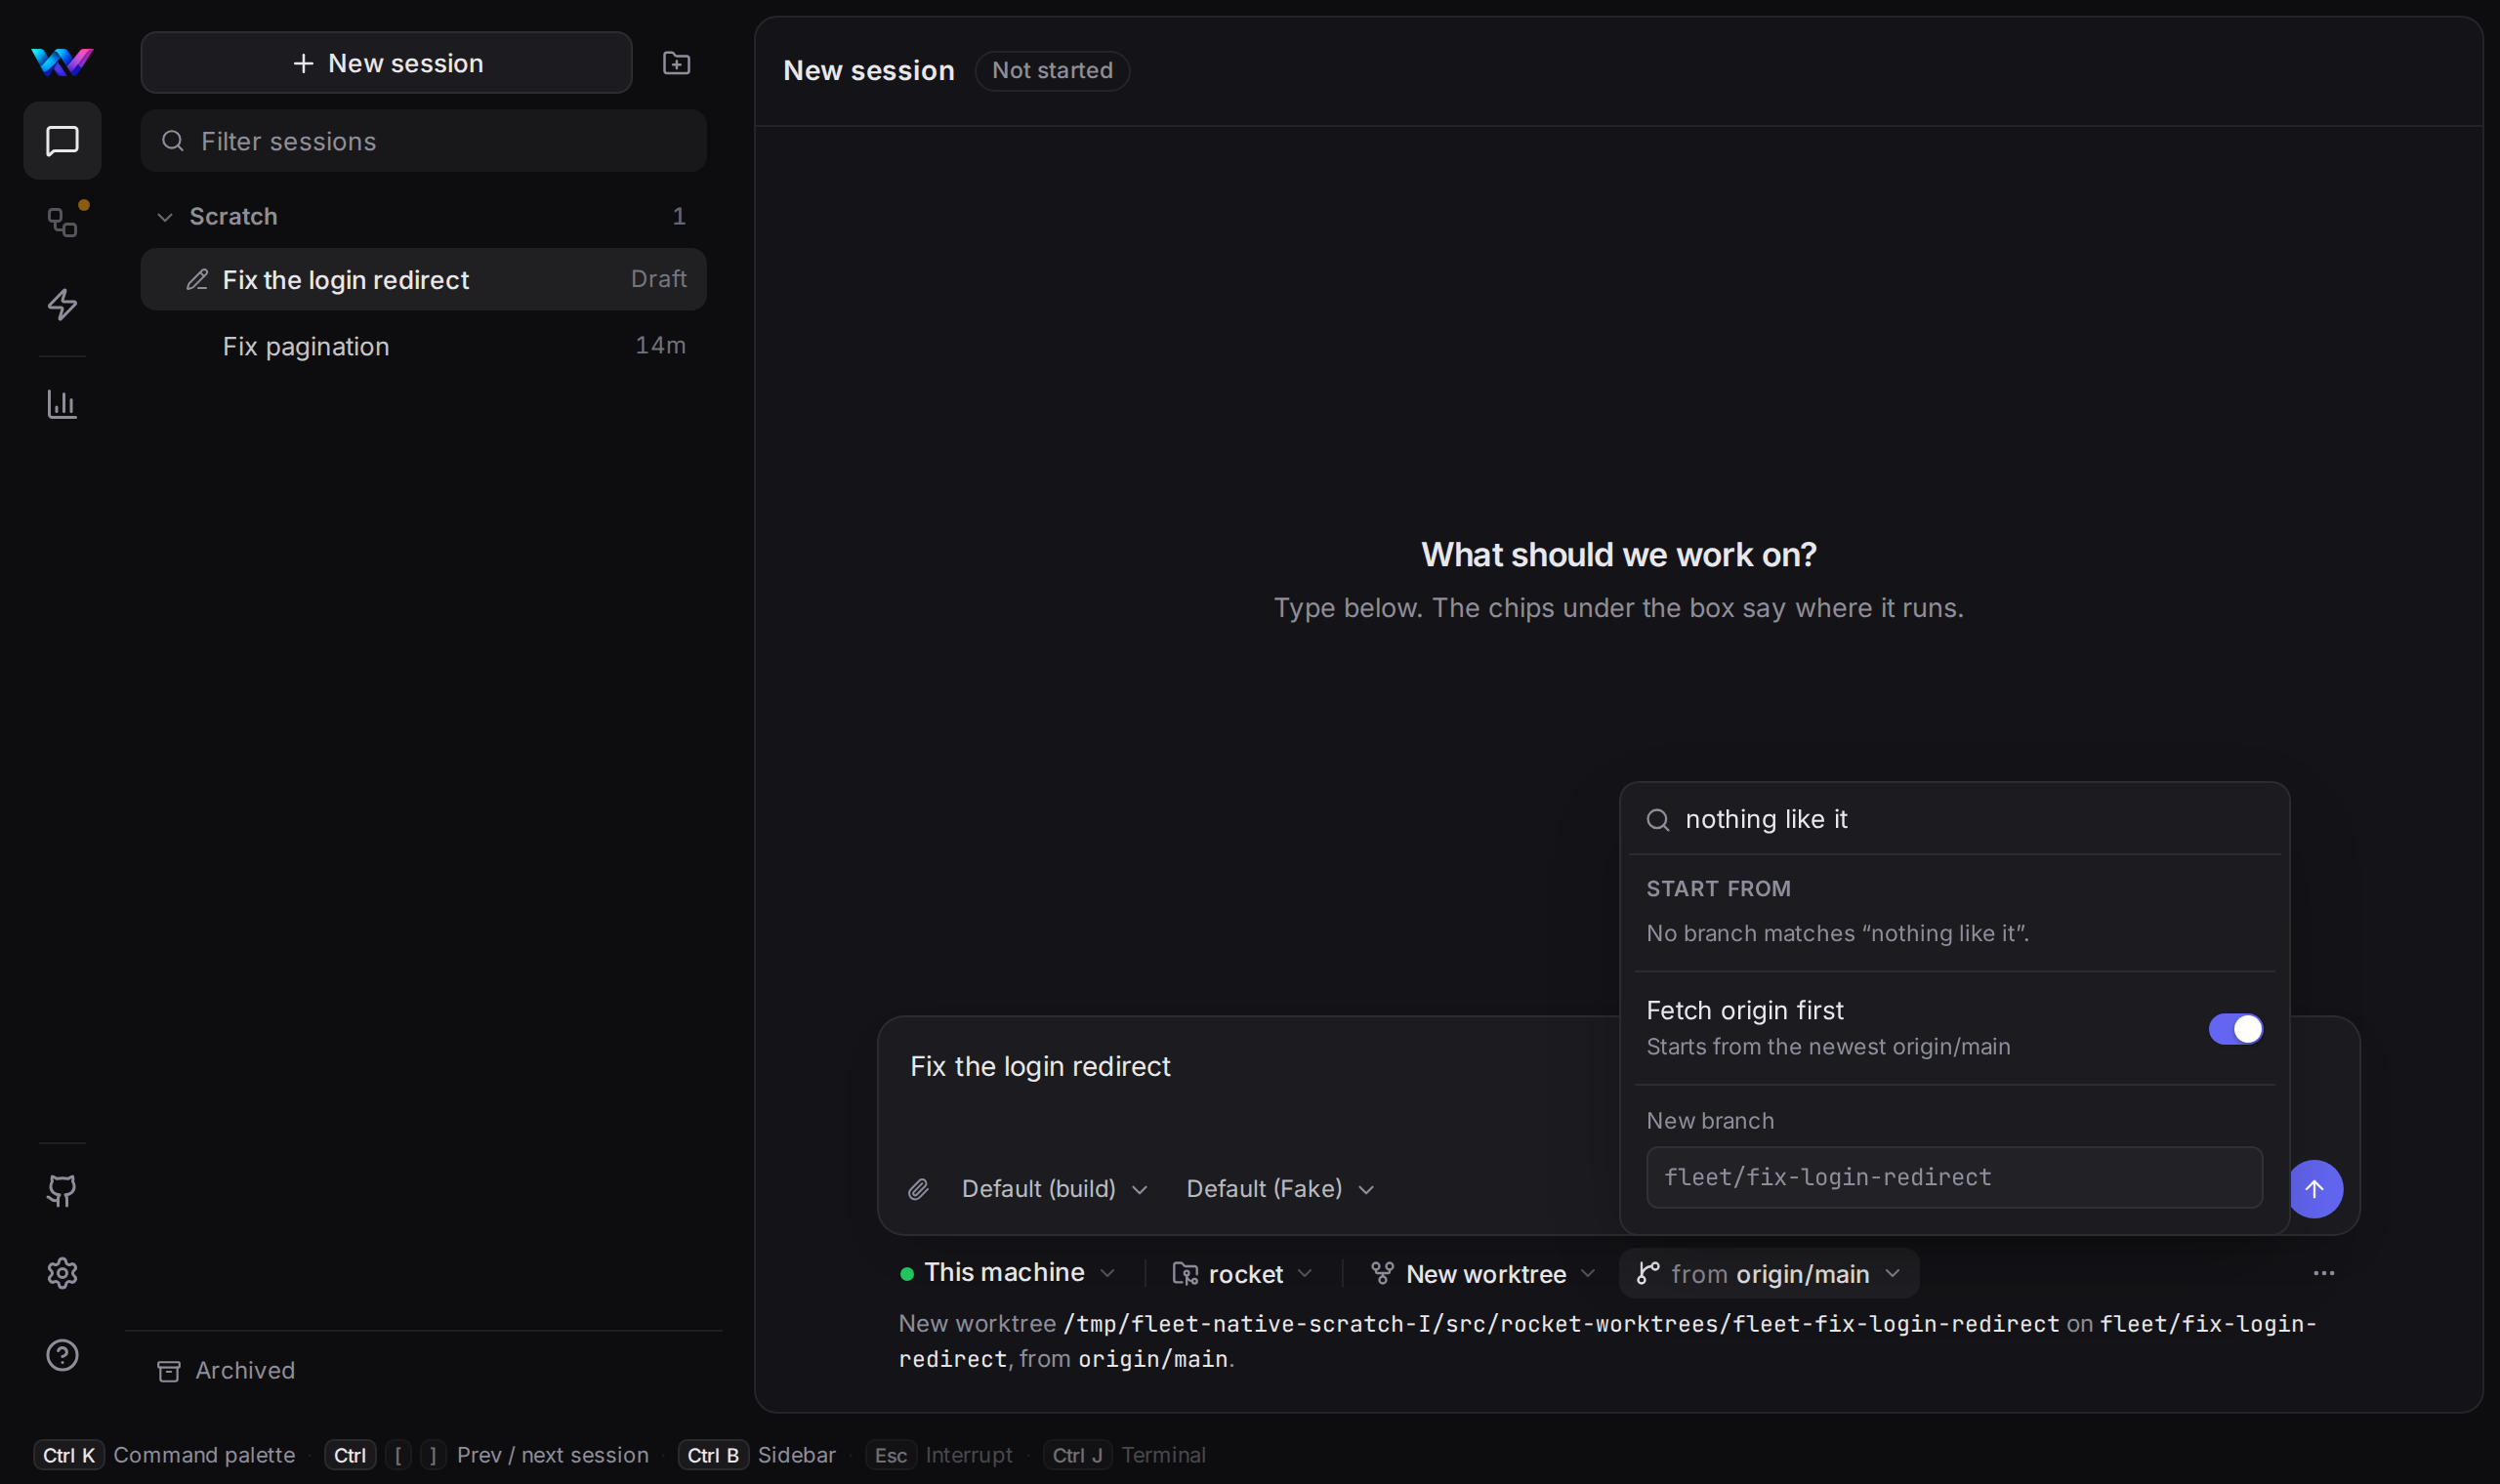 New session
Filter sessions
Scratch 1
Fix the login redirect Draft
Fix pagination 14m
Archived
New session Not started
What should we work on?
Type below. The chips under the box say where it runs.
nothing like it
START FROM
No branch matches “nothing like it”.
Fetch origin first
Starts from the newest origin/main
New branch
fleet/fix-login-redirect
Fix the login redirect
Default (build) Default (Fake)
This machine rocket New worktree from origin/main
New worktree /tmp/fleet-native-scratch-I/src/rocket-worktrees/fleet-fix-login-redirect on fleet/fix-login-
redirect, from origin/main.
Ctrl K Command palette · Ctrl [ ] Prev / next session · Ctrl B Sidebar · Esc Interrupt · Ctrl J Terminal